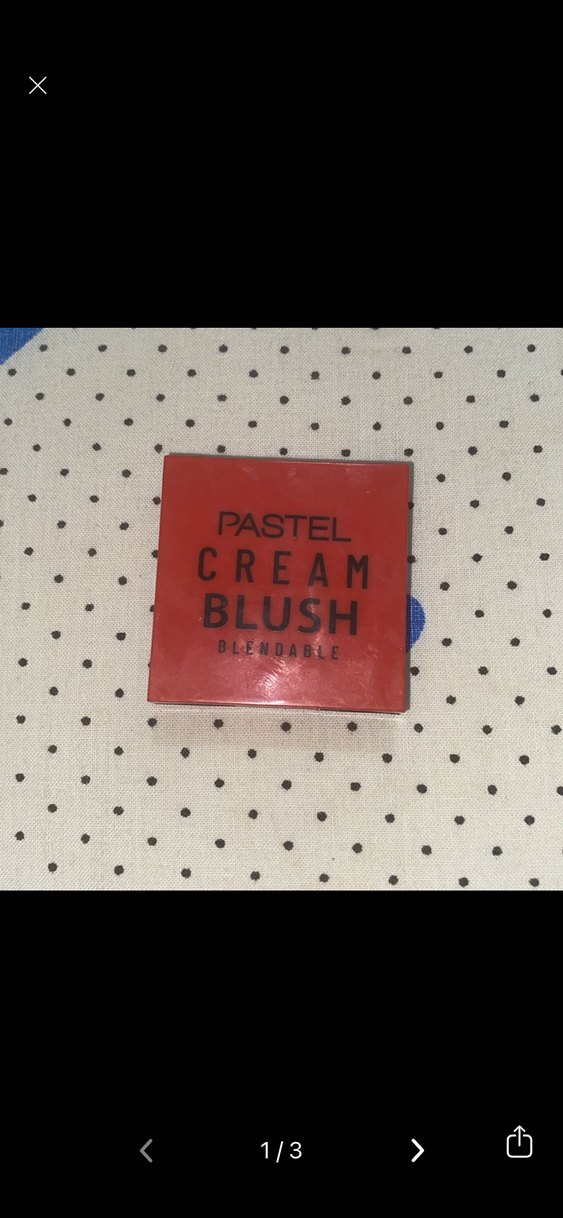 PASTEL
CREAM
BLUSH
BLENDABLE
1/3